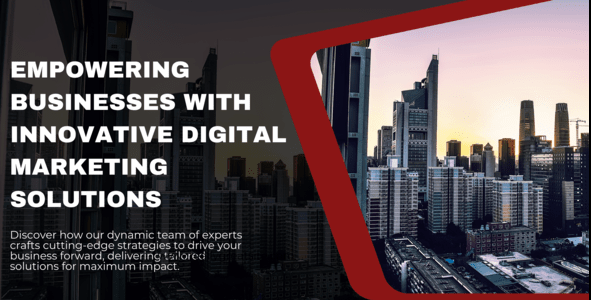 EMPOWERING
BUSINESSES WITH
INNOVATIVE DIGITAL
MARKETING
SOLUTIONS
Discover how our dynamic team of experts
crafts cutting-edge strategies to drive your
business forward, delivering tailored
solutions for maximum impact.